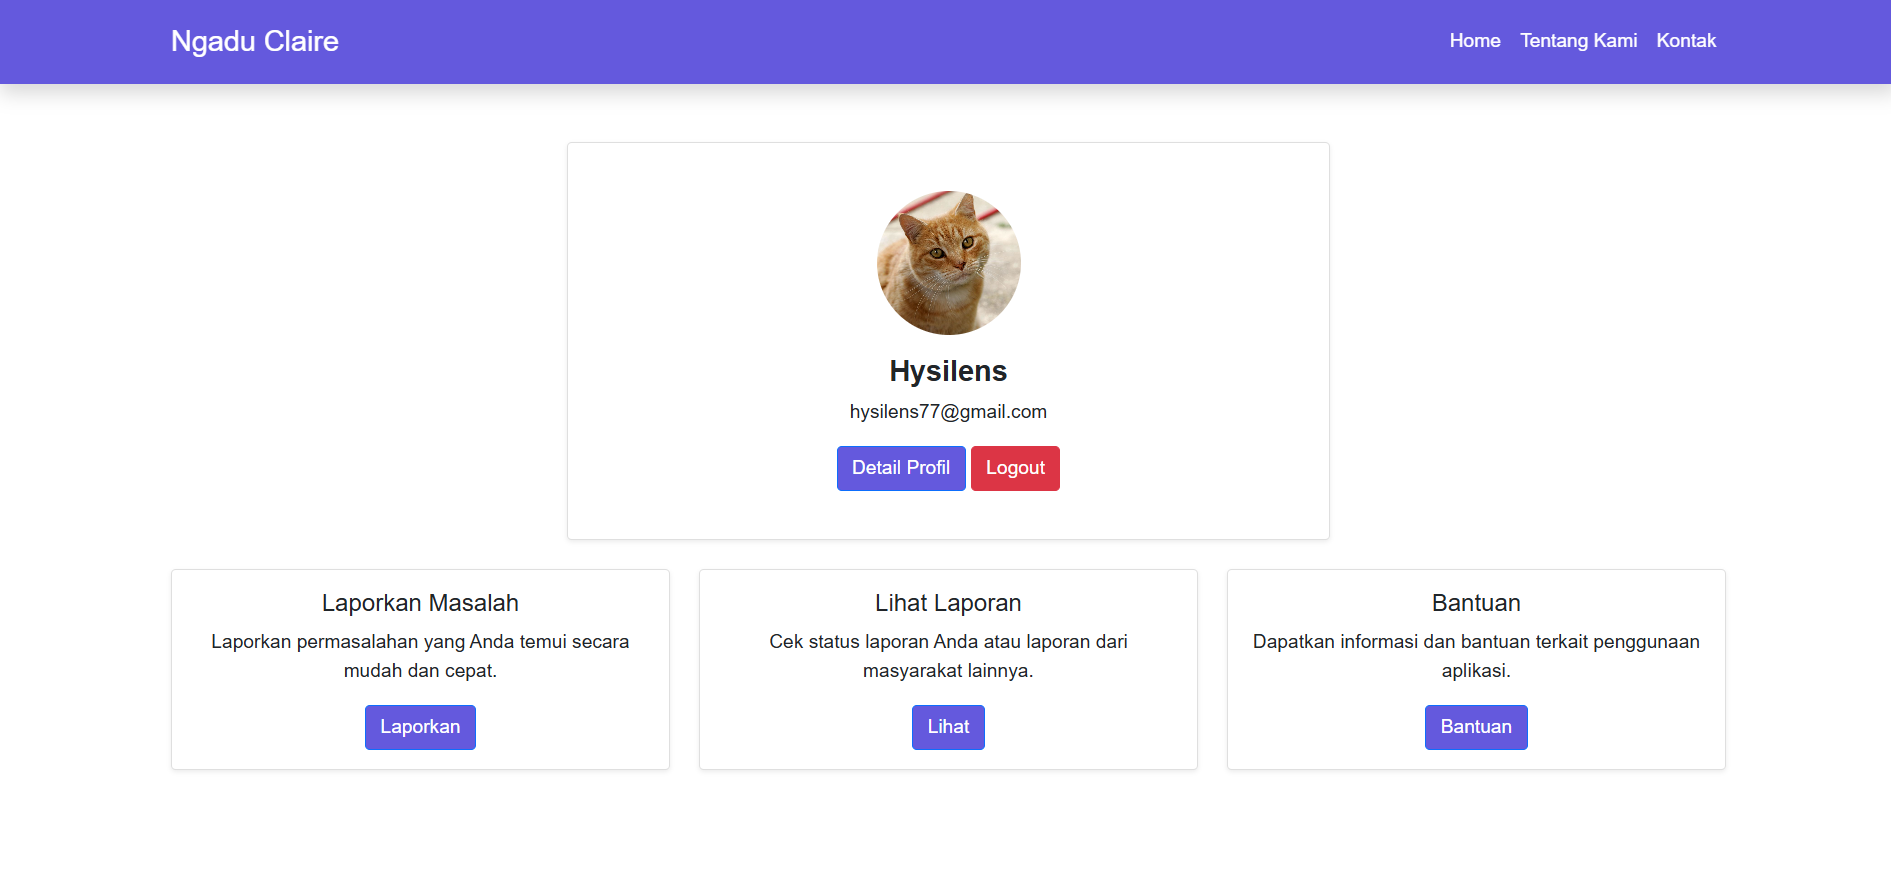 Ngadu Claire
Home Tentang Kami Kontak
Hysilens
hysilens77@gmail.com
Detail Profil Logout
Laporkan Masalah
Laporkan permasalahan yang Anda temui secara
mudah dan cepat.
Laporkan
Lihat Laporan
Cek status laporan Anda atau laporan dari
masyarakat lainnya.
Lihat
Bantuan
Dapatkan informasi dan bantuan terkait penggunaan
aplikasi.
Bantuan